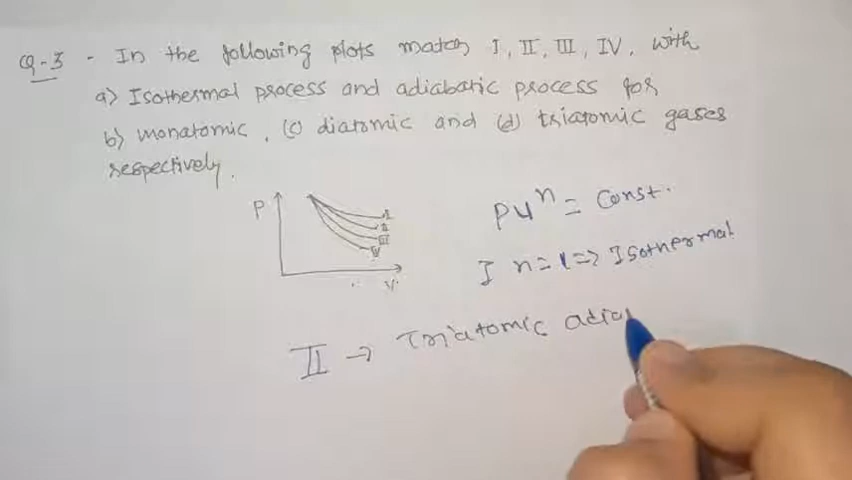 Q-3 - In the following plots match I, II, III, IV, with
a) Isothermal process and adiabatic process for
b) monatomic, (c) diatomic and (d) triatomic gases
respectively.
P
I
II
III
IV
V
PVⁿ = Const.
I n=1 => Isothermal
II → Triatomic adia